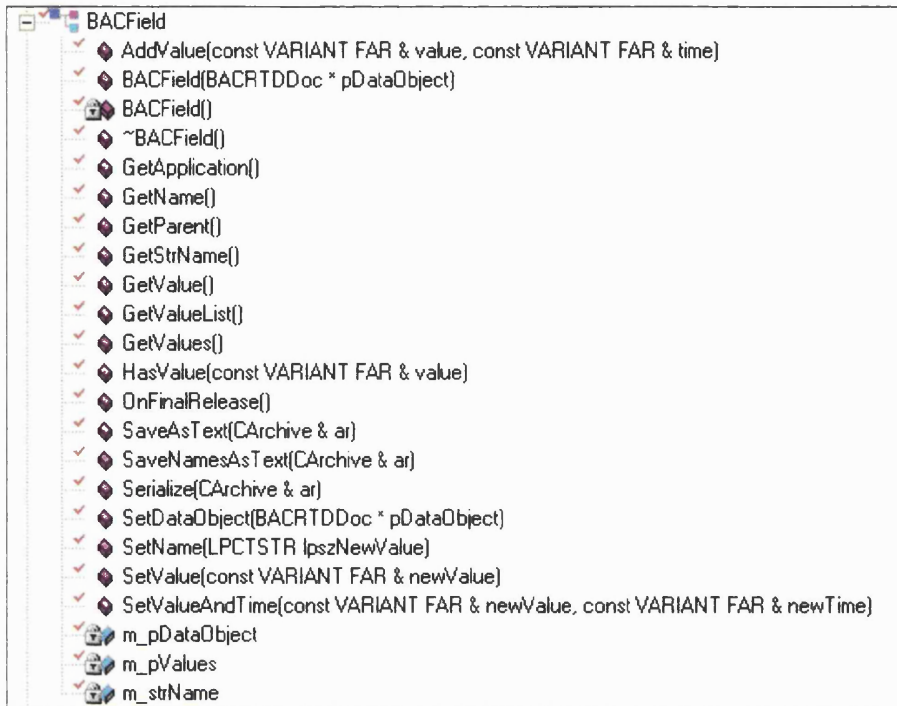 BACField
AddValue(const VARIANT FAR & value, const VARIANT FAR & time)
BACField(BACRTDDoc * pDataObject)
BACField()
~BACField()
GetApplication()
GetName()
GetParent()
GetStrName()
GetValue()
GetValueList()
GetValues()
HasValue(const VARIANT FAR & value)
OnFinalRelease()
SaveAsText(CArchive & ar)
SaveNamesAsText(CArchive & ar)
Serialize(CArchive & ar)
SetDataObject(BACRTDDoc * pDataObject)
SetName(LPCTSTR lpszNewValue)
SetValue(const VARIANT FAR & newValue)
SetValueAndTime(const VARIANT FAR & newValue, const VARIANT FAR & newTime)
m_pDataObject
m_pValues
m_strName